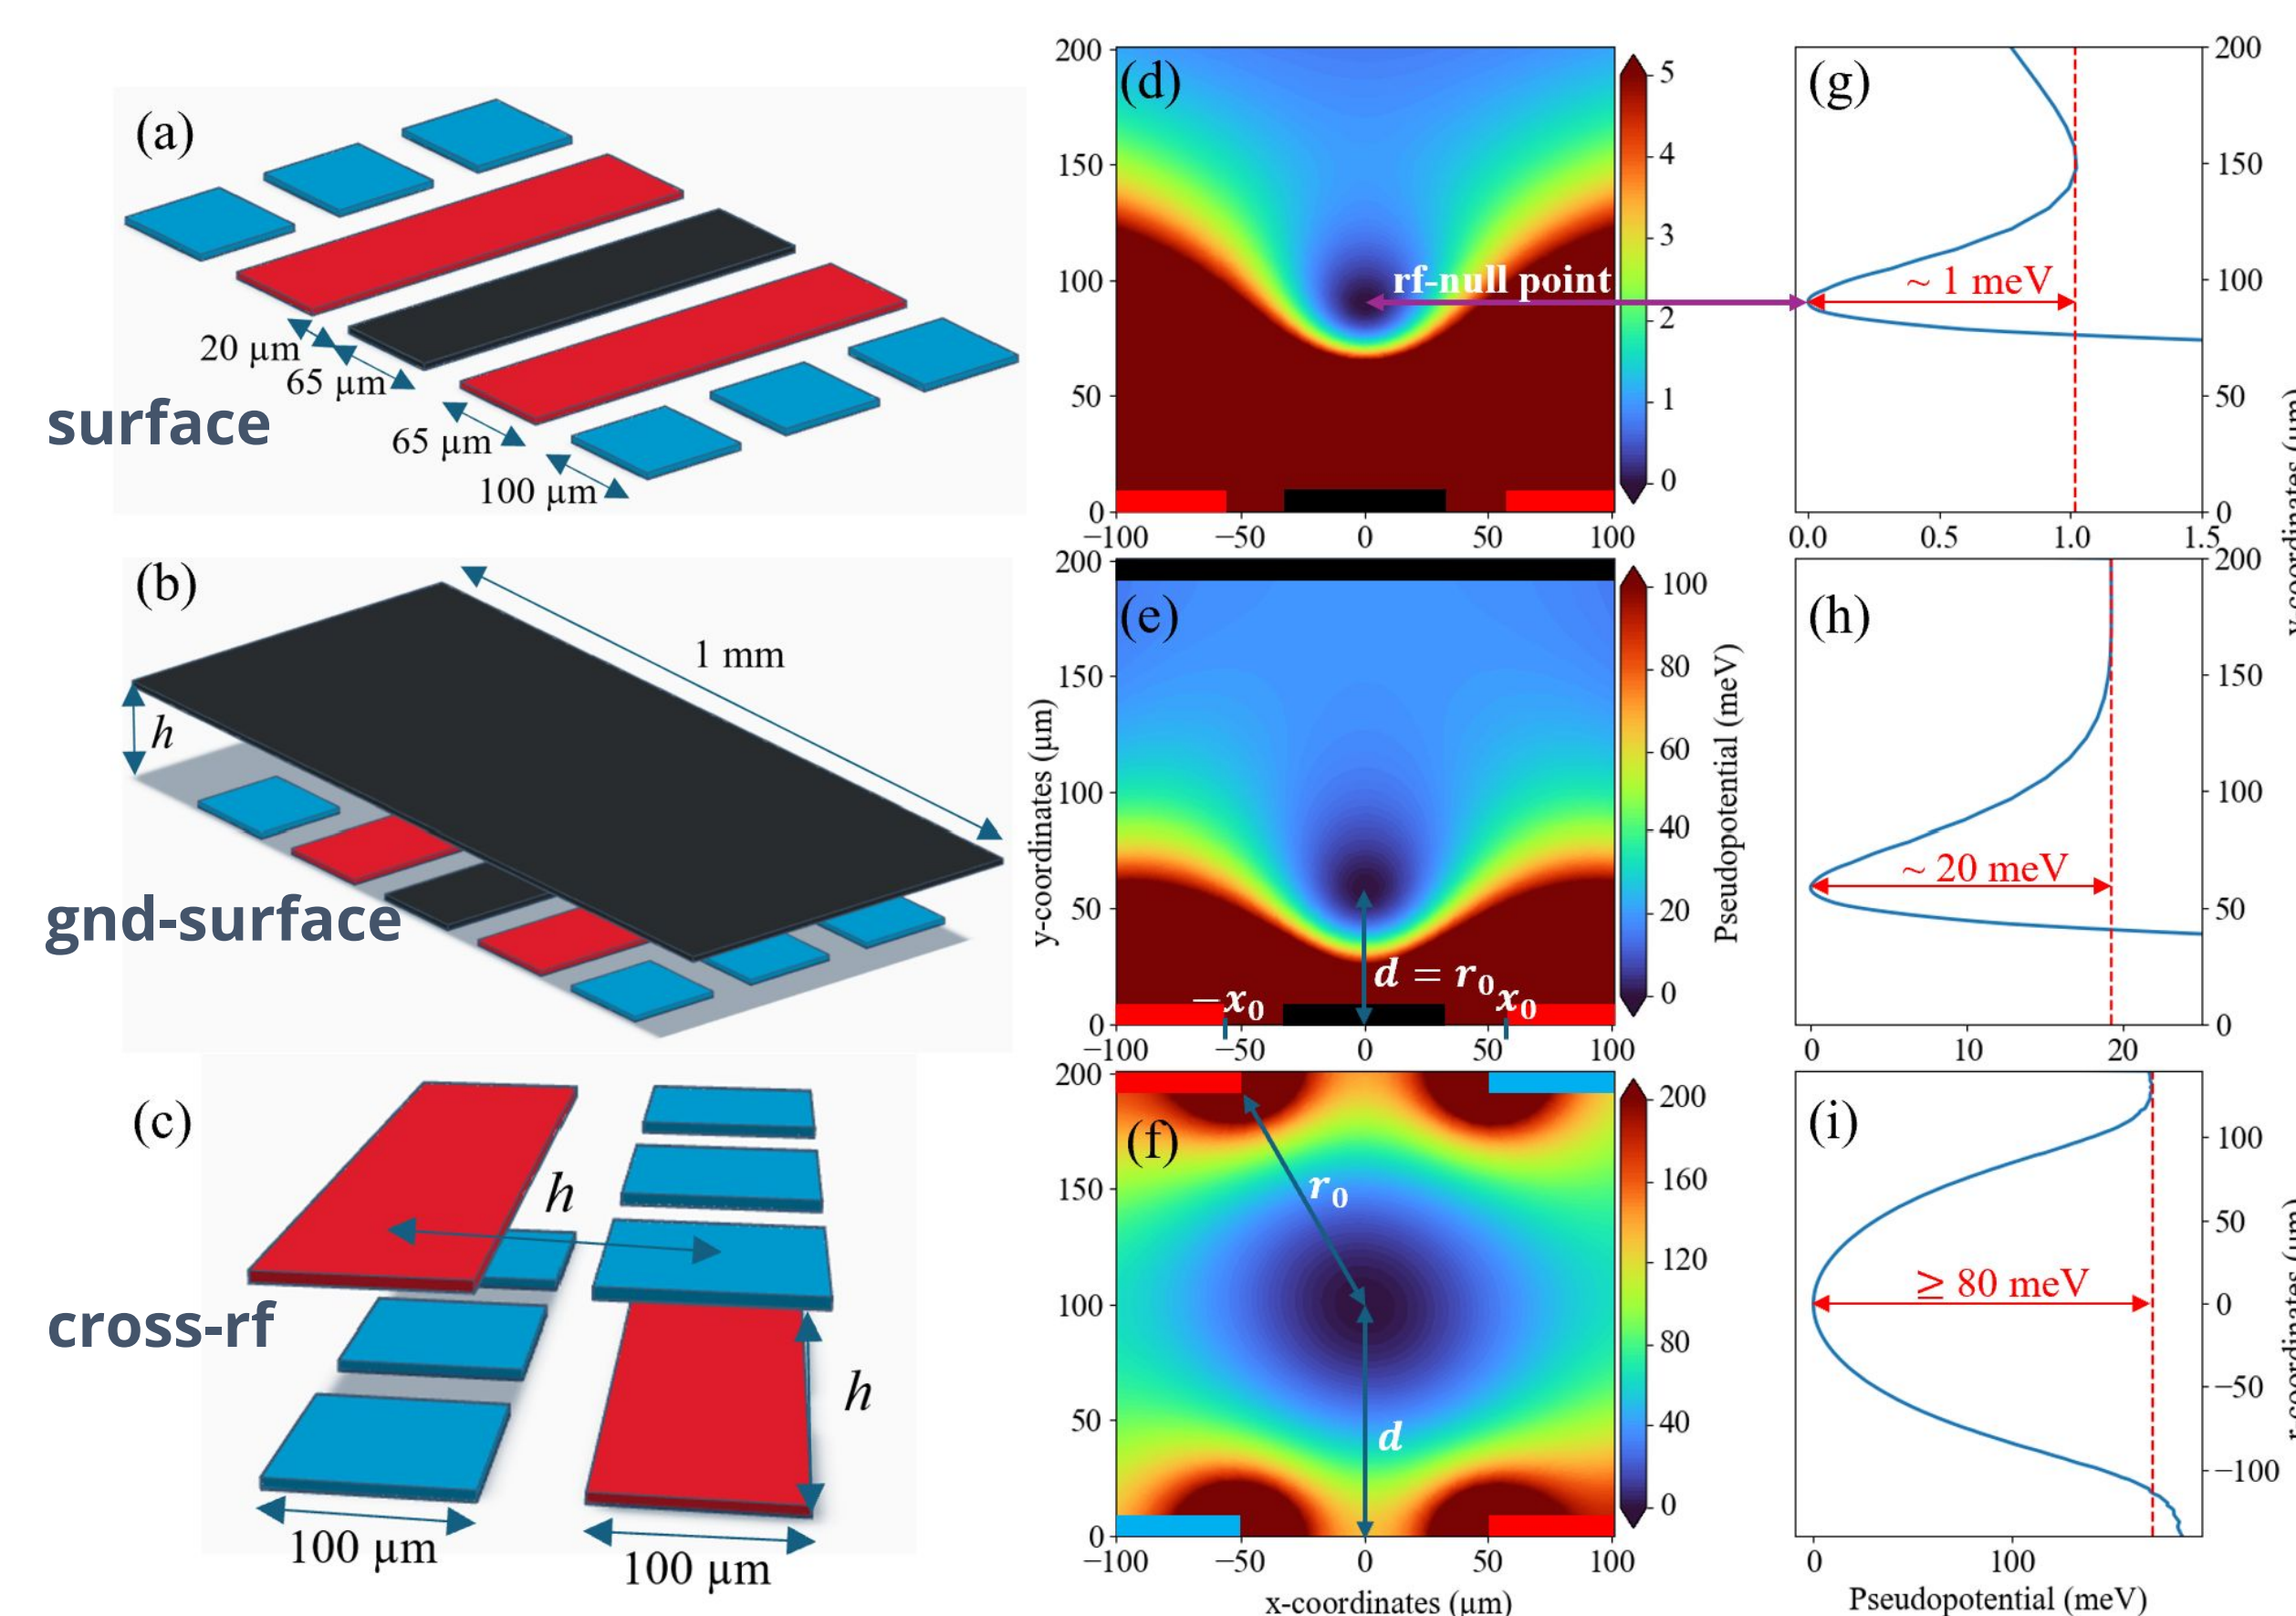 (a)
20 µm
65 µm
65 µm
100 µm
surface
(d)
200
150
100
50
0
−100
−50
0
50
100
rf-null point
5
4
3
2
1
0
(g)
~ 1 meV
200
150
100
50
0
0.0
0.5
1.0
1.5
(b)
1 mm
h
gnd-surface
(e)
200
150
100
50
0
y-coordinates (µm)
−x₀
d = r₀
x₀
−100
−50
0
50
100
100
80
60
40
20
0
Pseudopotential (meV)
(h)
~ 20 meV
200
150
100
50
0
0
10
20
(c)
h
h
100 µm
100 µm
cross-rf
(f)
200
150
100
50
0
r₀
d
−100
−50
0
50
100
x-coordinates (µm)
200
160
120
80
40
0
(i)
≥ 80 meV
100
50
0
−50
−100
0
100
Pseudopotential (meV)